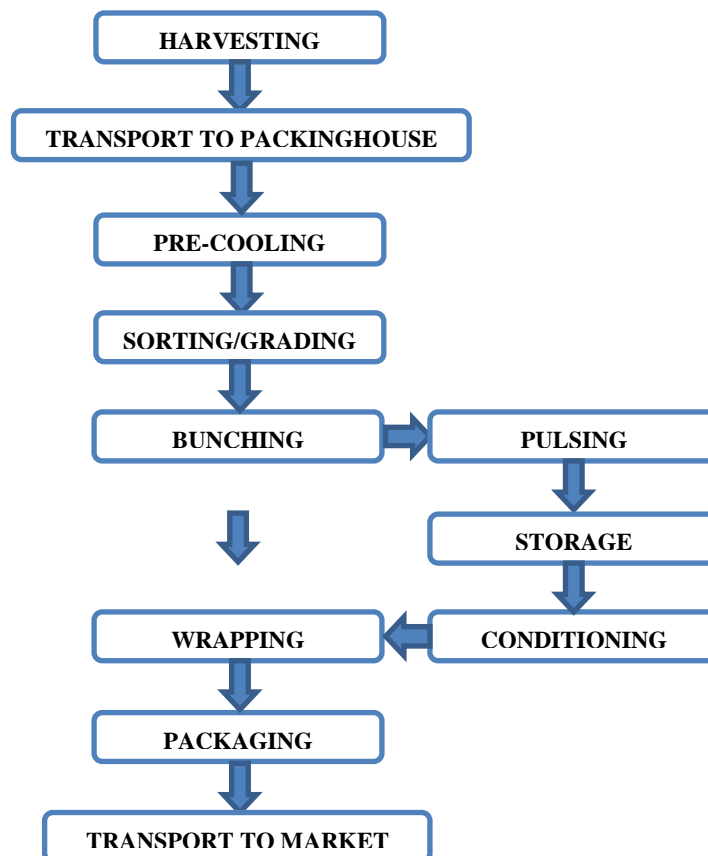 HARVESTING
TRANSPORT TO PACKINGHOUSE
PRE-COOLING
SORTING/GRADING
BUNCHING
PULSING
STORAGE
CONDITIONING
WRAPPING
PACKAGING
TRANSPORT TO MARKET